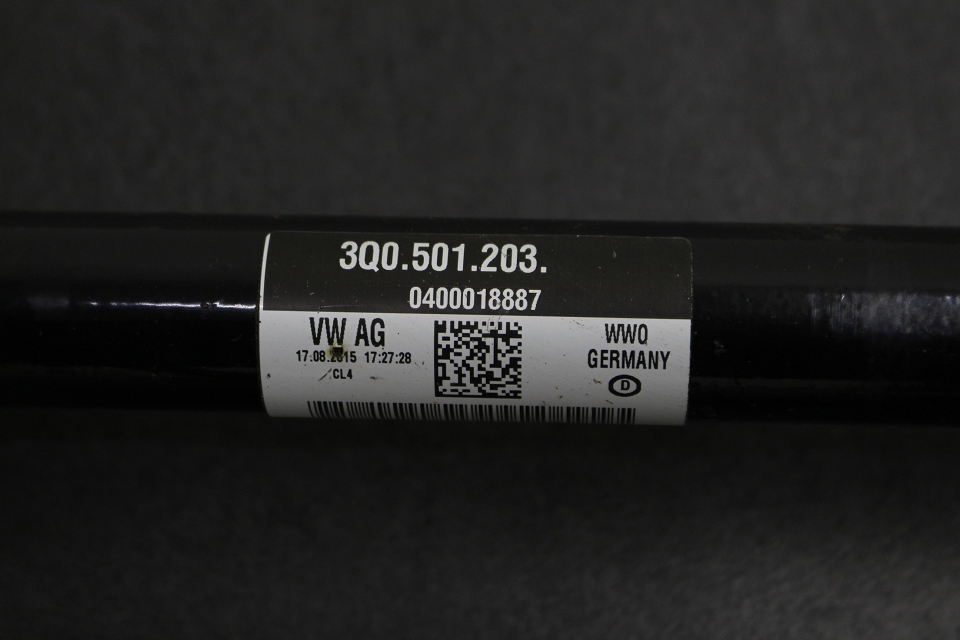 3Q0.501.203.
0400018887
VW AG
17.08.2015 17:27:28
CL4
WWQ
GERMANY
D